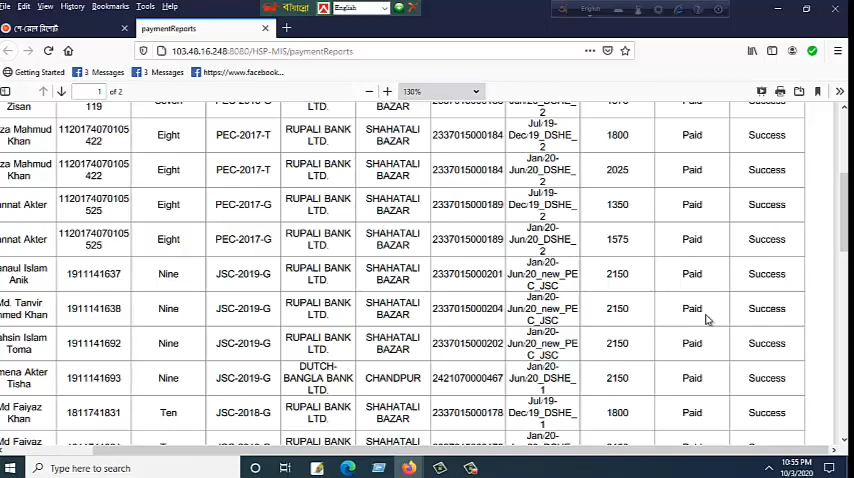 File Edit View History Bookmarks Tools Help
বাঁয়ান্নো English
English
পে-রোল রিপোর্ট
paymentReports
103.48.16.248:8080/HSP-MIS/paymentReports
Getting Started 3 Messages 3 Messages https://www.facebook...
1 of 2 130%
Zisan 119 LTD. BAZAR 2
za Mahmud Khan 1120174070105 422 Eight PEC-2017-T RUPALI BANK LTD. SHAHATALI BAZAR 2337015000184 Jul/19-Dec/19_DSHE_2 1800 Paid Success
za Mahmud Khan 1120174070105 422 Eight PEC-2017-T RUPALI BANK LTD. SHAHATALI BAZAR 2337015000184 Jan/20-Jun/20_DSHE_2 2025 Paid Success
nnat Akter 1120174070105 525 Eight PEC-2017-G RUPALI BANK LTD. SHAHATALI BAZAR 2337015000189 Jul/19-Dec/19_DSHE_2 1350 Paid Success
nnat Akter 1120174070105 525 Eight PEC-2017-G RUPALI BANK LTD. SHAHATALI BAZAR 2337015000189 Jan/20-Jun/20_DSHE_2 1575 Paid Success
anaul Islam Anik 1911141637 Nine JSC-2019-G RUPALI BANK LTD. SHAHATALI BAZAR 2337015000201 Jan/20-Jun/20_new_PEC_JSC 2150 Paid Success
Md. Tanvir hmed Khan 1911141638 Nine JSC-2019-G RUPALI BANK LTD. SHAHATALI BAZAR 2337015000204 Jan/20-Jun/20_new_PEC_JSC 2150 Paid Success
ahsin Islam Toma 1911141692 Nine JSC-2019-G RUPALI BANK LTD. SHAHATALI BAZAR 2337015000202 Jan/20-Jun/20_new_PEC_JSC 2150 Paid Success
mena Akter Tisha 1911141693 Nine JSC-2019-G DUTCH-BANGLA BANK LTD. CHANDPUR 2421070000467 Jan/20-Jun/20_DSHE_1 2150 Paid Success
Md Faiyaz Khan 1811741831 Ten JSC-2018-G RUPALI BANK LTD. SHAHATALI BAZAR 2337015000178 Jul/19-Dec/19_DSHE_1 1800 Paid Success
Md Faiyaz RUPALI BANK SHAHATALI Jan/20-
Type here to search
10:55 PM
10/3/2020